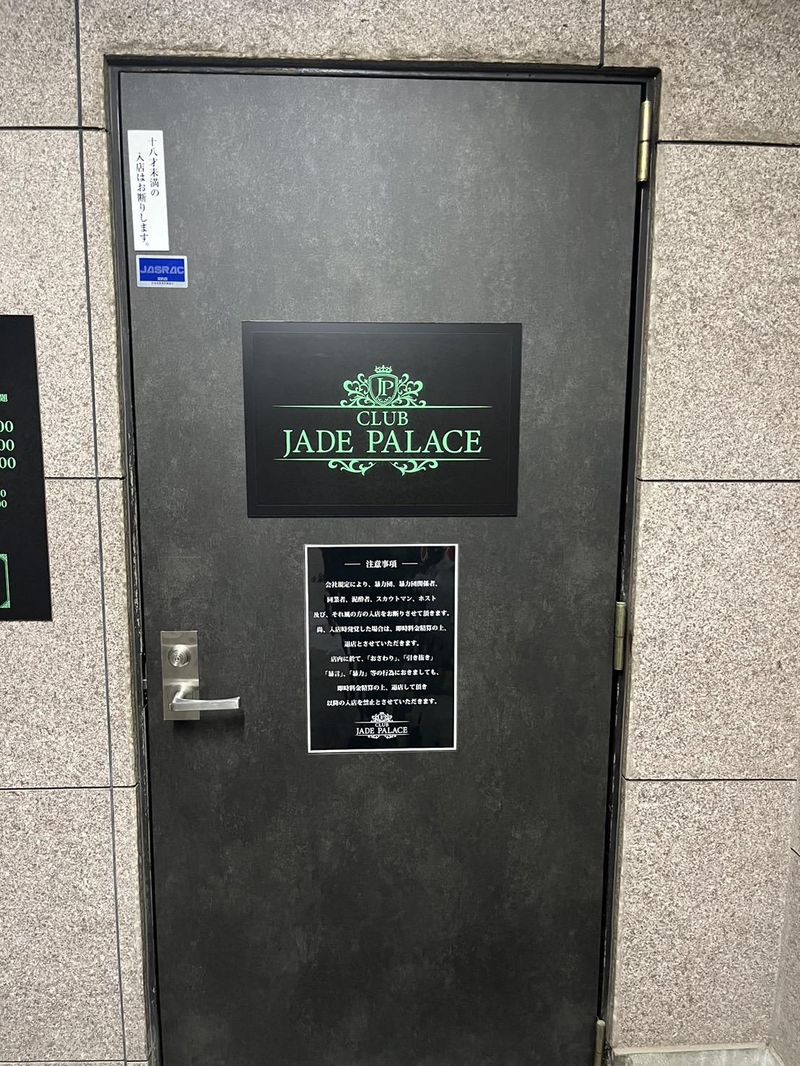 十八才未満の
入店はお断りします。
JASRAC
題
00
00
00
0
00
JP
CLUB
JADE PALACE
注意事項
会社規定により、暴力団、暴力団関係者、
同業者、泥酔者、スカウトマン、ホスト
及び、それ風の方の入店をお断りさせて頂きます。
尚、入店時発覚した場合は、即時料金精算の上、
退店とさせていただきます。
店内に於て、「おさわり」、「引き抜き」
「暴言」、「暴力」等の行為におきましても、
即時料金精算の上、退店して頂き
以降の入店を禁止とさせていただきます。
CLUB
JADE PALACE